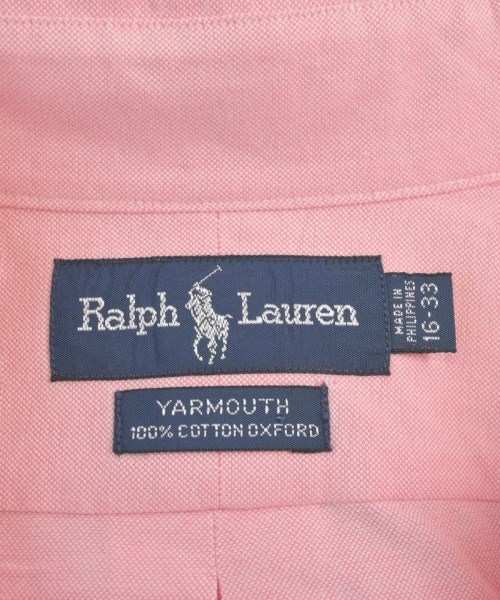 Ralph Lauren
MADE IN
PHILIPPINES
16-33
YARMOUTH
100% COTTON OXFORD